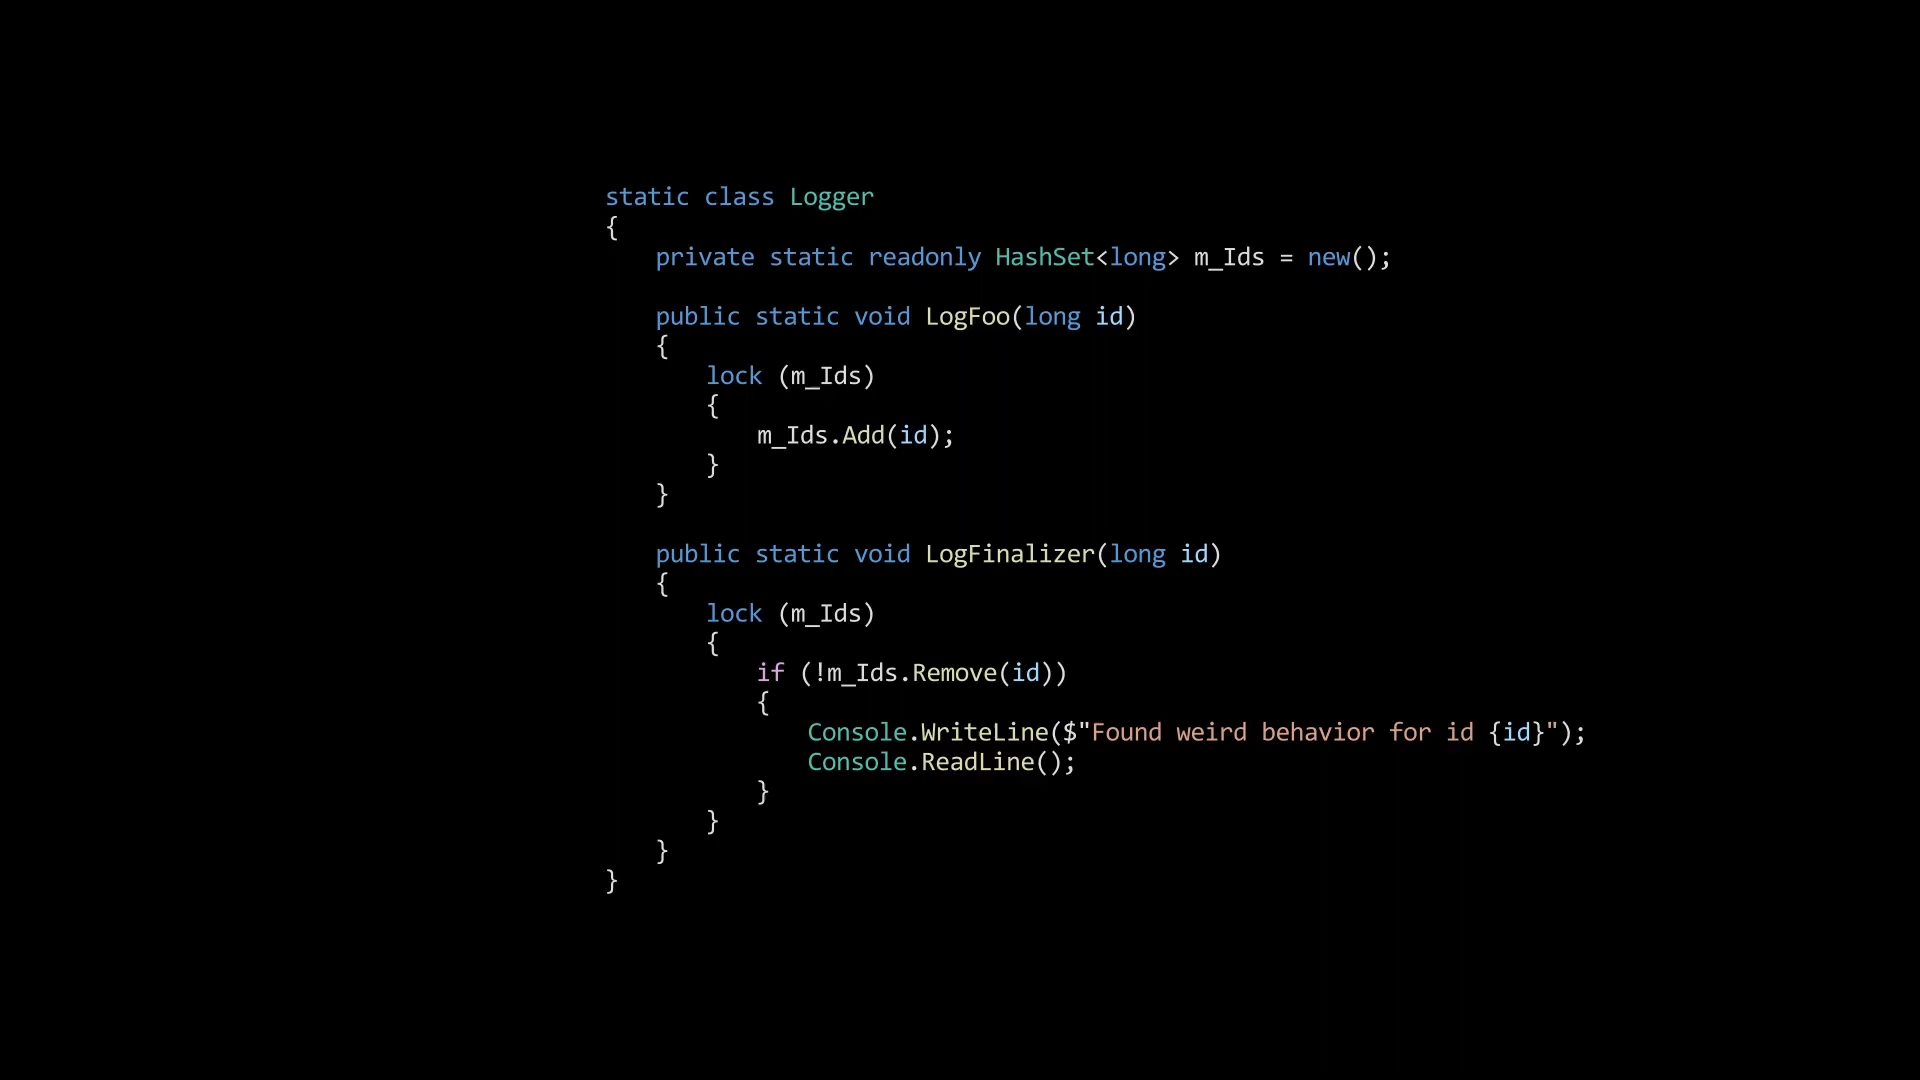 static class Logger
{
    private static readonly HashSet<long> m_Ids = new();

    public static void LogFoo(long id)
    {
        lock (m_Ids)
        {
            m_Ids.Add(id);
        }
    }

    public static void LogFinalizer(long id)
    {
        lock (m_Ids)
        {
            if (!m_Ids.Remove(id))
            {
                Console.WriteLine($"Found weird behavior for id {id}");
                Console.ReadLine();
            }
        }
    }
}